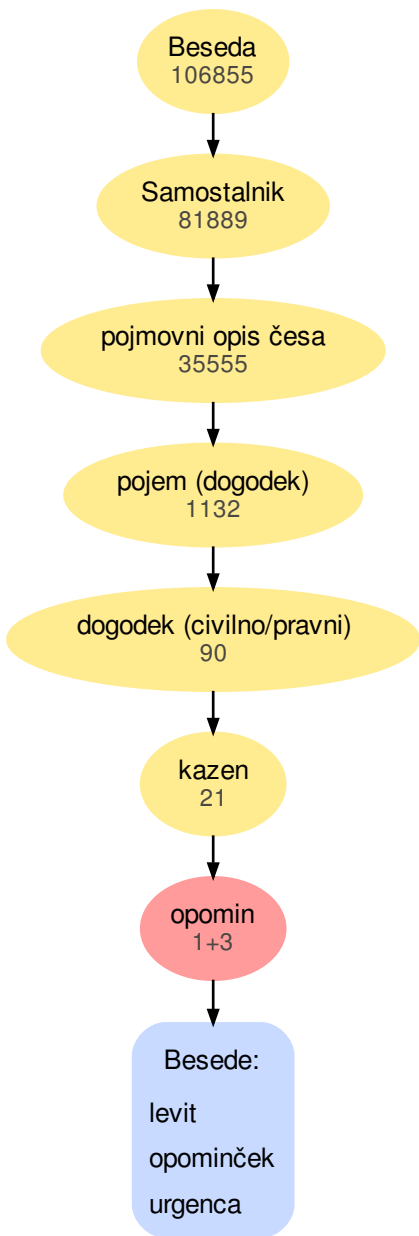 Beseda
106855
Samostalnik
81889
pojmovni opis česa
35555
pojem (dogodek)
1132
dogodek (civilno/pravni)
90
kazen
21
opomin
1+3
Besede:
levit
opominček
urgenca